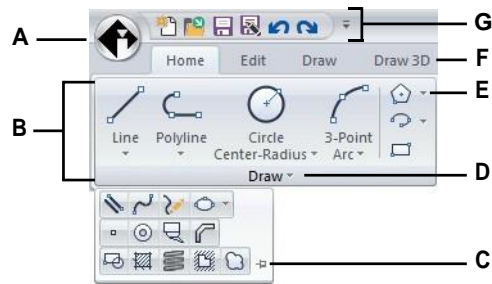 G
A
Home Edit Draw Draw 3D F
E
B
Line Polyline Circle 3-Point
Center-Radius Arc
Draw D
C